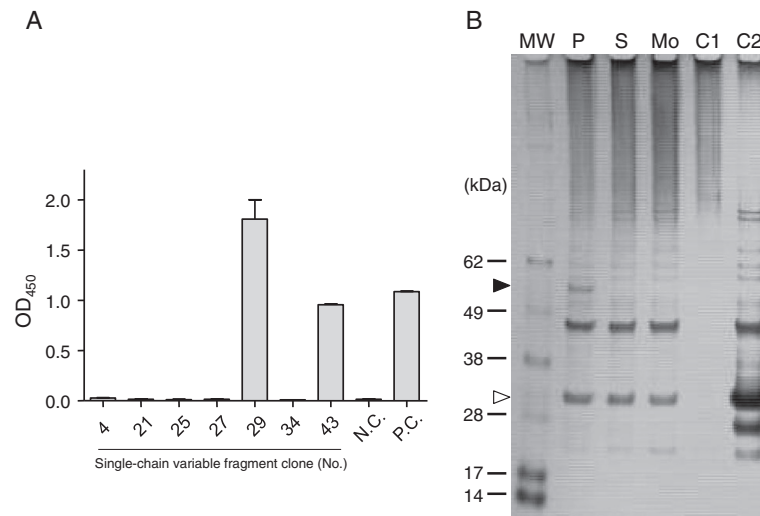 A
OD450
2.0
1.5
1.0
0.5
0.0
4 21 25 27 29 34 43 N.C. P.C.
Single-chain variable fragment clone (No.)
B
MW P S Mo C1 C2
(kDa)
62
49
38
28
17
14